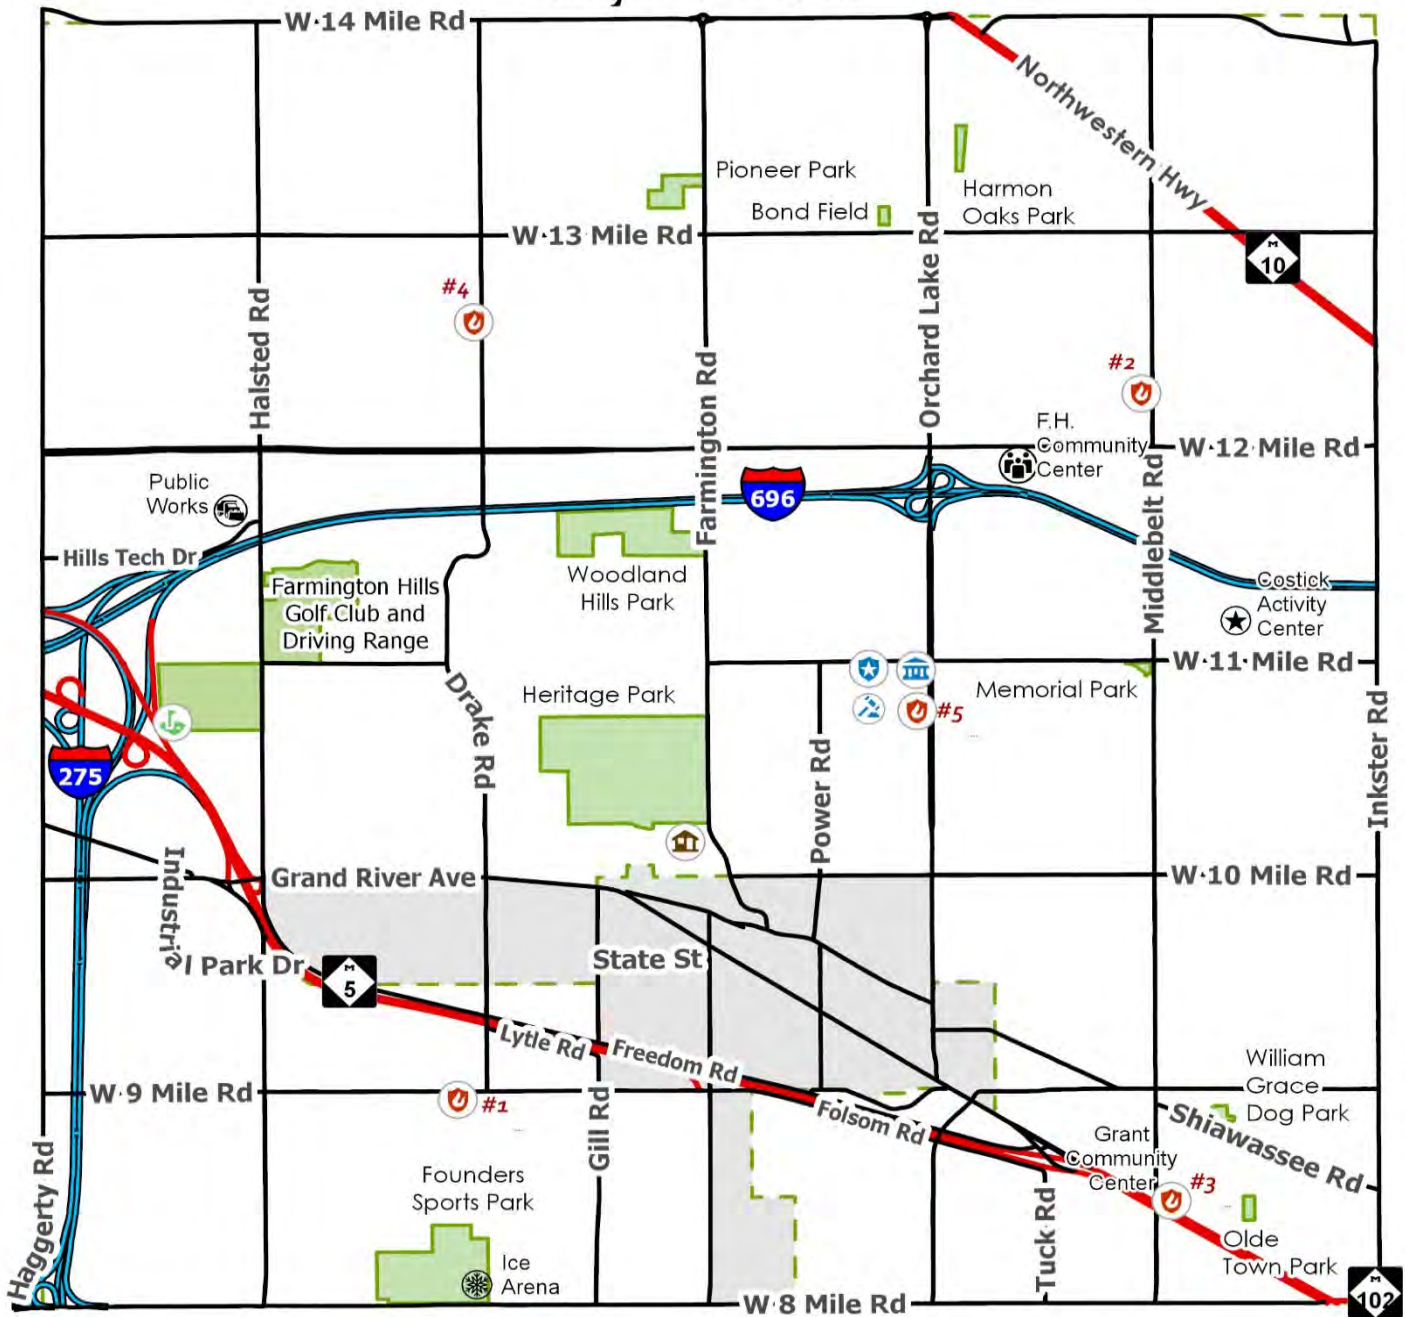 W 14 Mile Rd
Northwestern Hwy
Pioneer Park
Bond Field
Harmon
Oaks Park
W 13 Mile Rd
M
10
Halsted Rd
#4
Farmington Rd
Orchard Lake Rd
#2
F.H.
Community
Center
W 12 Mile Rd
Public
Works
696
Middlebelt Rd
Hills Tech Dr
Farmington Hills
Golf Club and
Driving Range
Woodland
Hills Park
Costick
Activity
Center
W 11 Mile Rd
Memorial Park
Heritage Park
Drake Rd
#5
275
Power Rd
Inkster Rd
Grand River Ave
W 10 Mile Rd
Industrial Park Dr
State St
M
5
Lytle Rd
Freedom Rd
W 9 Mile Rd
#1
Gill Rd
Folsom Rd
William
Grace
Dog Park
Shiawassee Rd
Grant
Community
Center
#3
Haggerty Rd
Founders
Sports Park
Tuck Rd
Olde
Town Park
Ice
Arena
W 8 Mile Rd
M
102